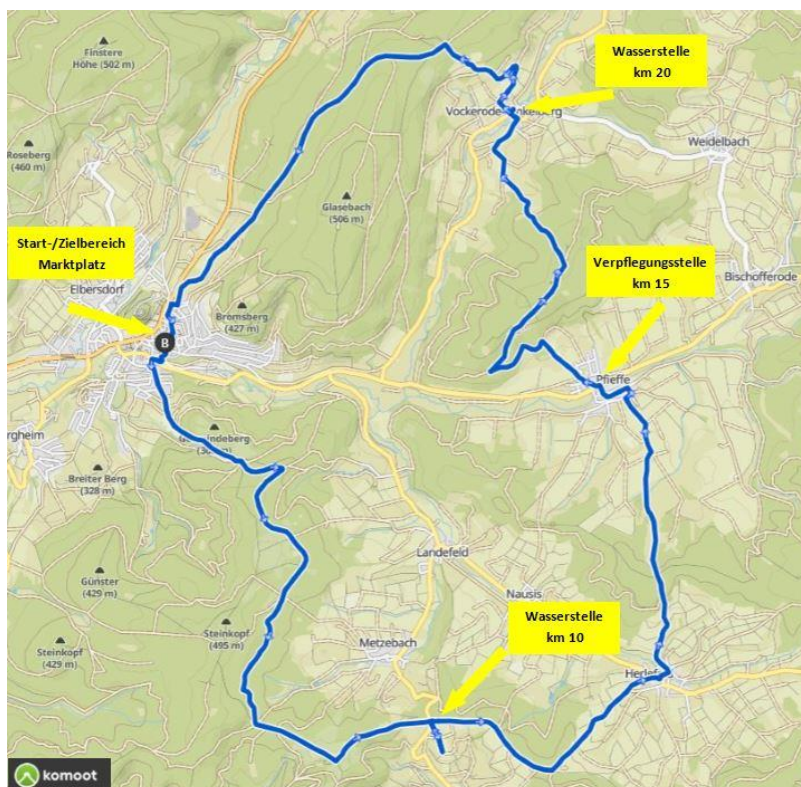 Finstere
Höhe (502 m)
Wasserstelle
km 20
Vockerode-
Weidelbach
Roseberg
(460 m)
Glasebach
(506 m)
Start-/Zielbereich
Marktplatz
Elbersdorf
Verpflegungsstelle
km 15
Bischofferode
Bromsberg
(427 m)
B
Pfieffe
Breiter Berg
(328 m)
Landefeld
Günster
(429 m)
Nausis
Wasserstelle
km 10
Steinkopf
(495 m)
Steinkopf
(429 m)
Metzebach
komoot